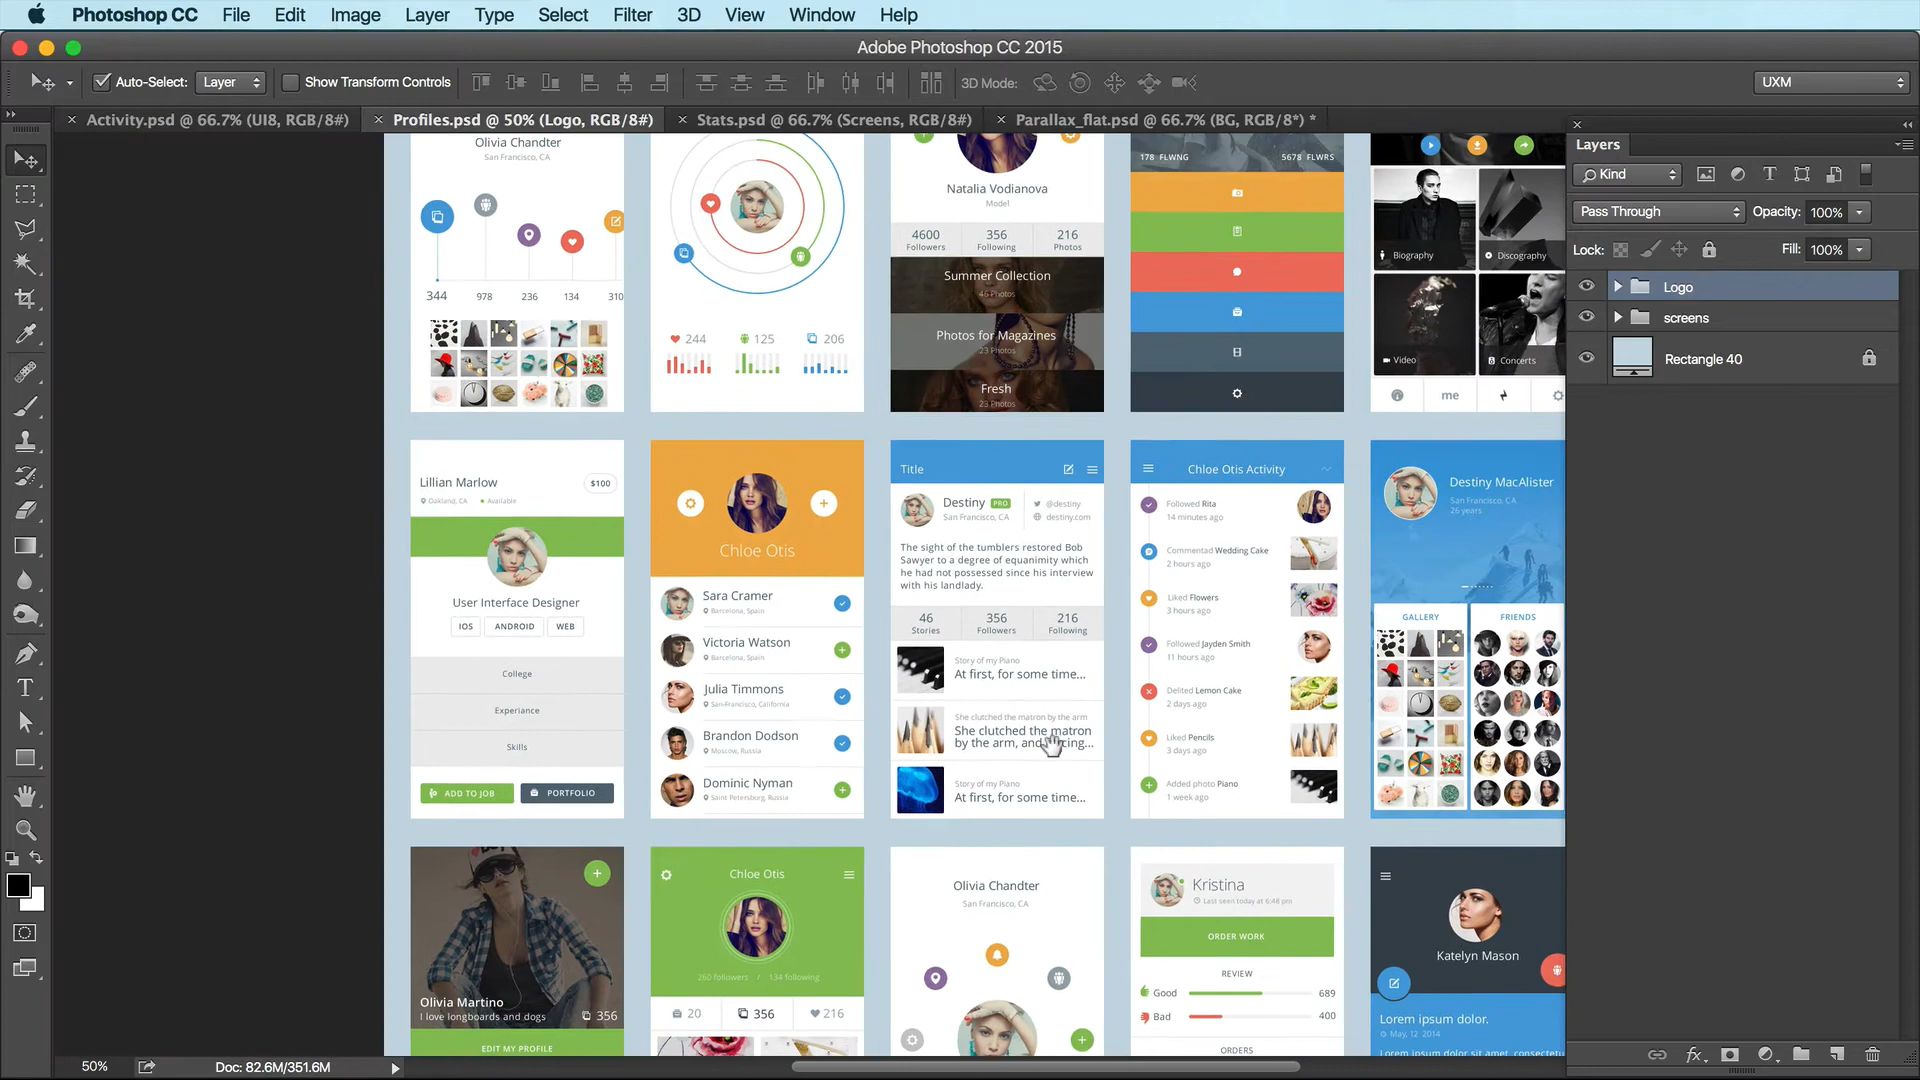 Photoshop CC File Edit Image Layer Type Select Filter 3D View Window Help
Adobe Photoshop CC 2015
Auto-Select: Layer Show Transform Controls 3D Mode: UXM
Activity.psd @ 66.7% (UI8, RGB/8#) Profiles.psd @ 50% (Logo, RGB/8#) Stats.psd @ 66.7% (Screens, RGB/8#) Parallax_flat.psd @ 66.7% (BG, RGB/8*) *
Olivia Chandter
San Francisco, CA
344 978 236 134 310
244 125 206
Natalia Vodianova
Model
4600 356 216
Followers Following Photos
Summer Collection
46 Photos
Photos for Magazines
23 Photos
Fresh
23 Photos
178 FLWNG 5678 FLWRS
Biography Discography
Video Concerts
me
Lillian Marlow $100
Oakland, CA Available
User Interface Designer
IOS ANDROID WEB
College
Experiance
Skills
ADD TO JOB PORTFOLIO
Chloe Otis
Sara Cramer
Barcelona, Spain
Victoria Watson
Barcelona, Spain
Julia Timmons
San-Francisco, California
Brandon Dodson
Moscow, Russia
Dominic Nyman
Saint Petersburg, Russia
Title
Destiny PRO @destiny
San Francisco, CA destiny.com
The sight of the tumblers restored Bob
Sawyer to a degree of equanimity which
he had not possessed since his interview
with his landlady.
46 356 216
Stories Followers Following
Story of my Piano
At first, for some time...
She clutched the matron by the arm
She clutched the matron
by the arm, and
Story of my Piano
At first, for some time...
Chloe Otis Activity
Followed Rita
14 minutes ago
Commentad Wedding Cake
2 hours ago
Liked Flowers
3 hours ago
Followed Jayden Smith
11 hours ago
Delited Lemon Cake
2 days ago
Liked Pencils
3 days ago
Added photo Piano
1 week ago
Destiny MacAlister
San Francisco, CA
26 years
GALLERY FRIENDS
Olivia Martino
I love longboards and dogs 356
EDIT MY PROFILE
Chloe Otis
260 followers / 134 following
20 356 216
Olivia Chandter
San Francisco, CA
Kristina
Last seen today at 6:48 pm
ORDER WORK
REVIEW
Good 689
Bad 400
ORDERS
Katelyn Mason
Lorem ipsum dolor.
May, 12 2014
Lorem ipsum dolor sit amet, consectetu
Layers
Kind
Pass Through Opacity: 100%
Lock: Fill: 100%
Logo
screens
Rectangle 40
fx
50% Doc: 82.6M/351.6M